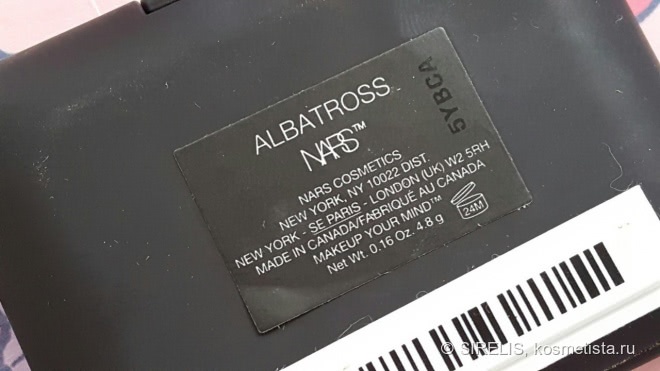 ALBATROSS
5YBCA
NARS™
NARS COSMETICS
NEW YORK, NY 10022 DIST.
NEW YORK - SE PARIS - LONDON (UK) W2 5RH
MADE IN CANADA/FABRIQUÉ AU CANADA
MAKEUP YOUR MIND™
Net Wt. 0.16 Oz. 4.8 g
24M
© SIRELIS, kosmetista.ru